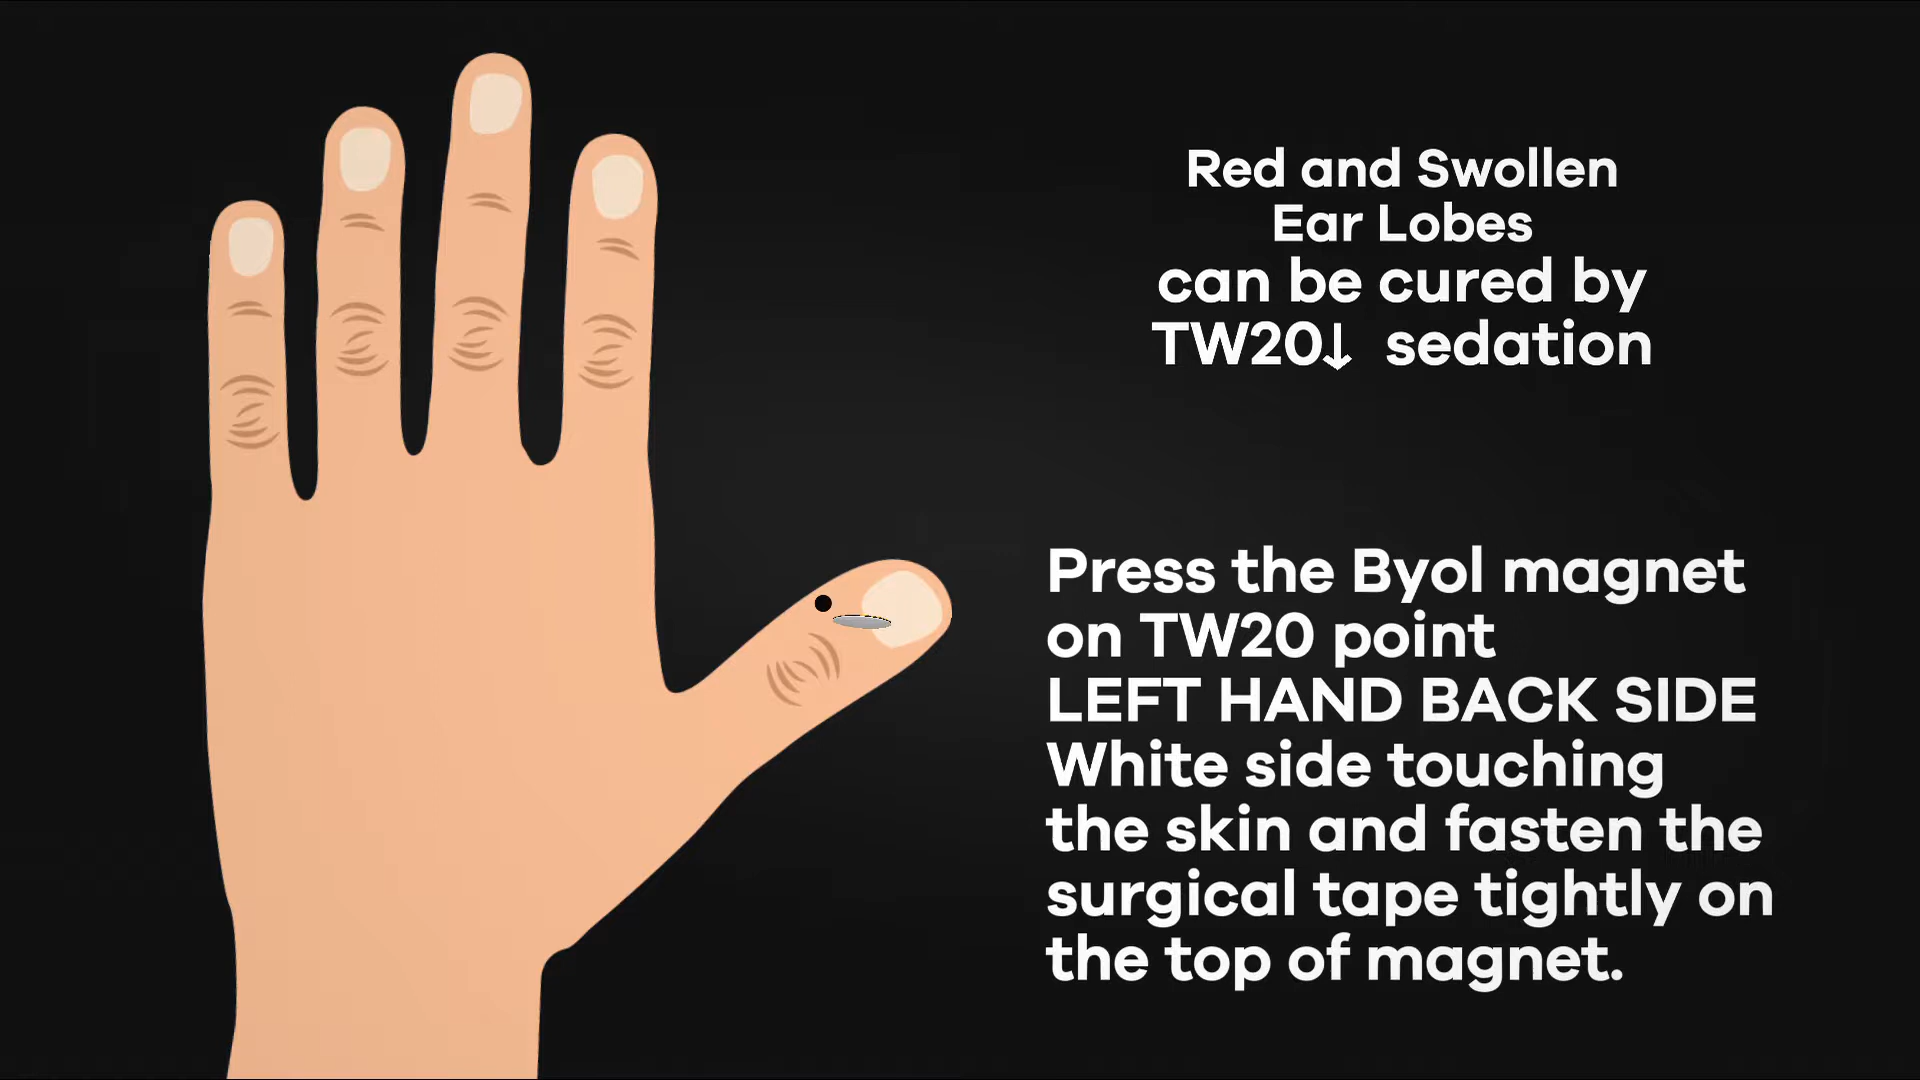 Red and Swollen
Ear Lobes
can be cured by
TW20↓ sedation
Press the Byol magnet
on TW20 point
LEFT HAND BACK SIDE
White side touching
the skin and fasten the
surgical tape tightly on
the top of magnet.